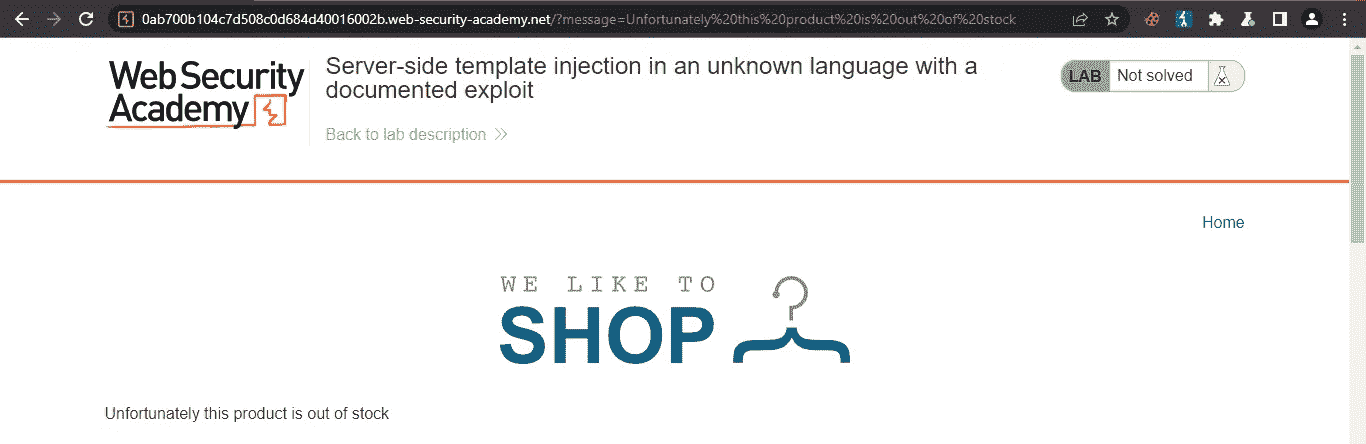 0ab700b104c7d508c0d684d40016002b.web-security-academy.net/?message=Unfortunately%20this%20product%20is%20out%20of%20stock
Web Security
Academy
Server-side template injection in an unknown language with a
documented exploit
Back to lab description
LAB Not solved
Home
WE LIKE TO
SHOP
Unfortunately this product is out of stock